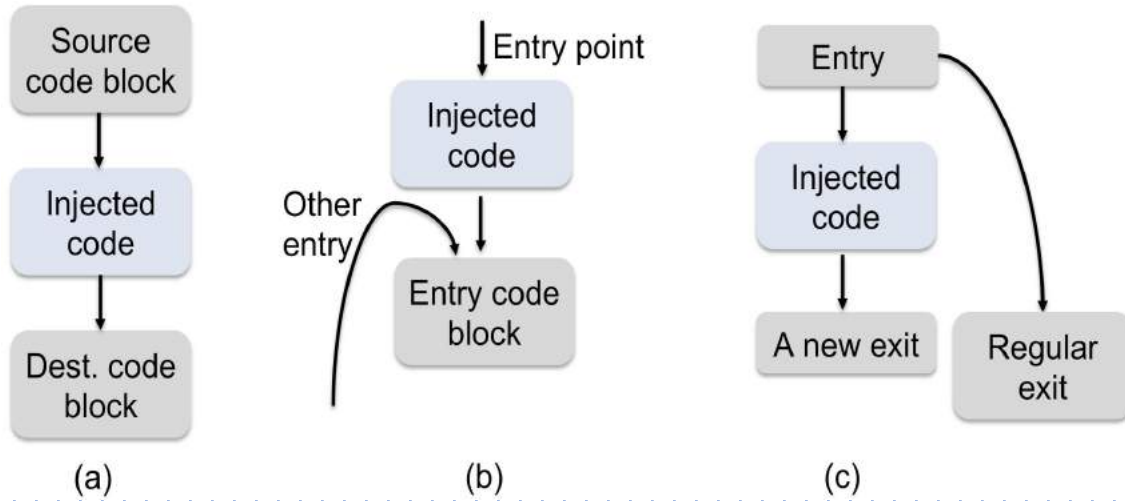 Source
code block
Injected
code
Dest. code
block
(a)
Entry point
Injected
code
Other
entry
Entry code
block
(b)
Entry
Injected
code
A new exit
Regular
exit
(c)